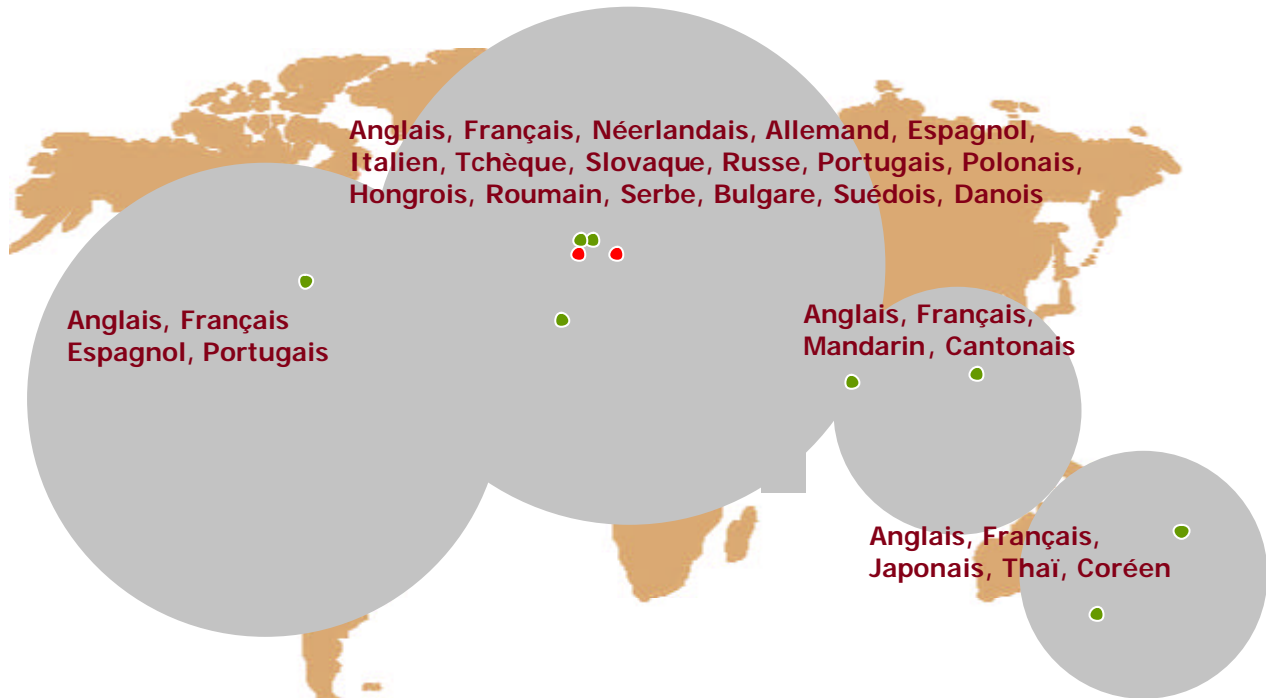 Anglais, Français, Néerlandais, Allemand, Espagnol,
Italien, Tchèque, Slovaque, Russe, Portugais, Polonais,
Hongrois, Roumain, Serbe, Bulgare, Suédois, Danois
Anglais, Français
Espagnol, Portugais
Anglais, Français,
Mandarin, Cantonais
Anglais, Français,
Japonais, Thaï, Coréen